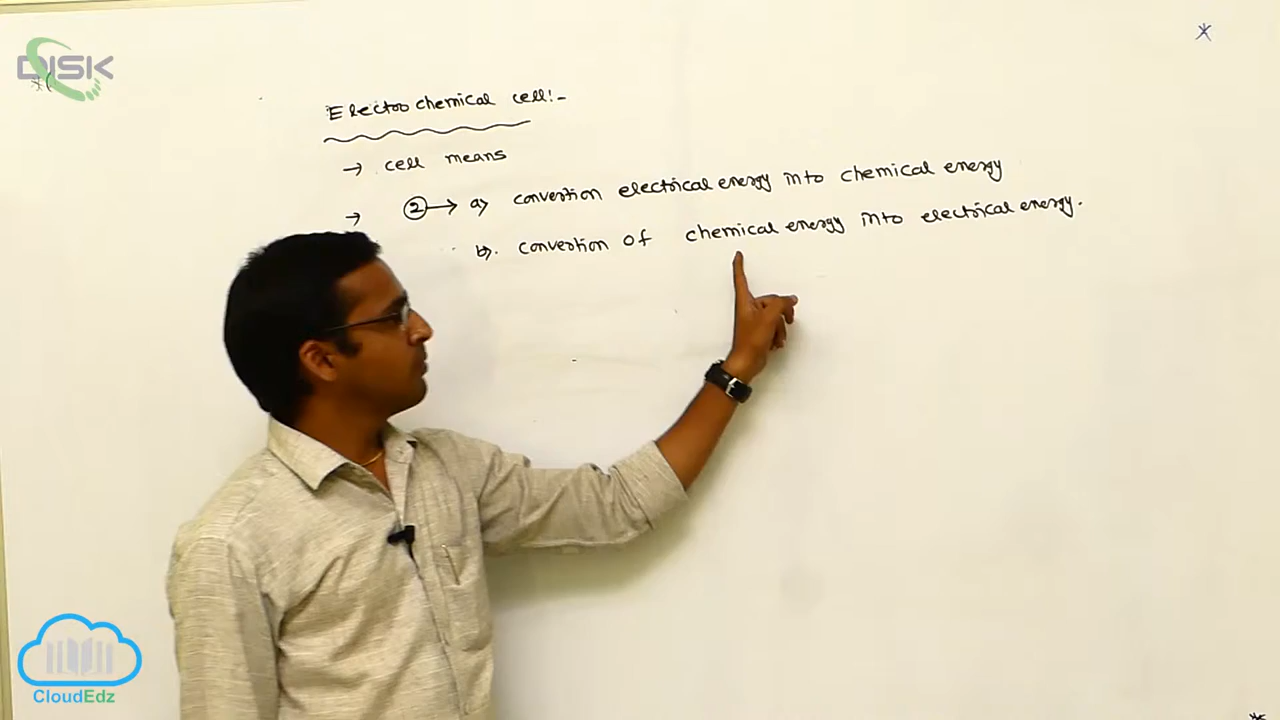 DISK
Electro chemical cell:-
→ cell means
→ ② → a) convertion electrical energy into chemical energy
b). convertion of chemical energy into electrical energy.
CloudEdz